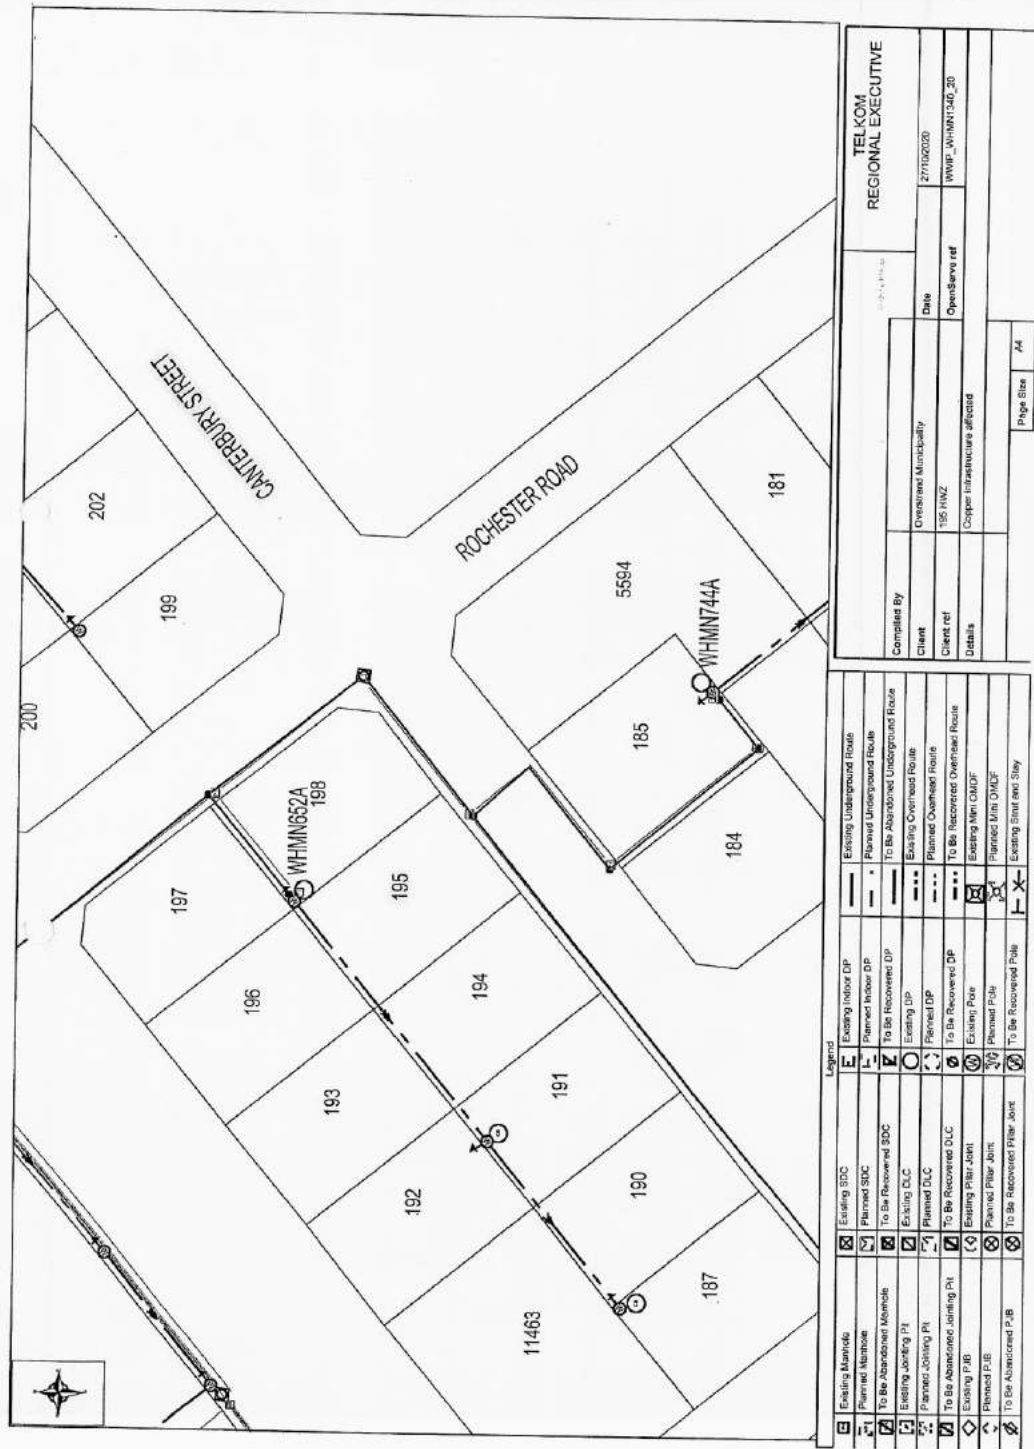 200
202
199
CANTERBURY STREET
197
WHMN652A
198
196
195
ROCHESTER ROAD
194
193
5594
181
185
WHMN744A
184
191
192
190
187
11463
TELKOM
REGIONAL EXECUTIVE
Compiled By
Client
Overstrand Municipality
Date
27/10/2020
Client ref
195 HWZ
OpenServe ref
WWIP_WHMN1340_20
Details
Copper Infrastructure affected
Page Size
A4
Legend
Existing Manhole
Planned Manhole
To Be Abandoned Manhole
Existing Jointing Pit
Planned Jointing Pit
To Be Abandoned Jointing Pit
Existing PJB
Planned PJB
To Be Abandoned PJB
Existing SDC
Planned SDC
To Be Recovered SDC
Existing DLC
Planned DLC
To Be Recovered DLC
Existing Pillar Joint
Planned Pillar Joint
To Be Recovered Pillar Joint
Existing Indoor DP
Planned Indoor DP
To Be Recovered DP
Existing DP
Planned DP
To Be Recovered DP
Existing Pole
Planned Pole
To Be Recovered Pole
Existing Underground Route
Planned Underground Route
To Be Abandoned Underground Route
Existing Overhead Route
Planned Overhead Route
To Be Recovered Overhead Route
Existing Mini OMDF
Planned Mini OMDF
Existing Strut and Stay